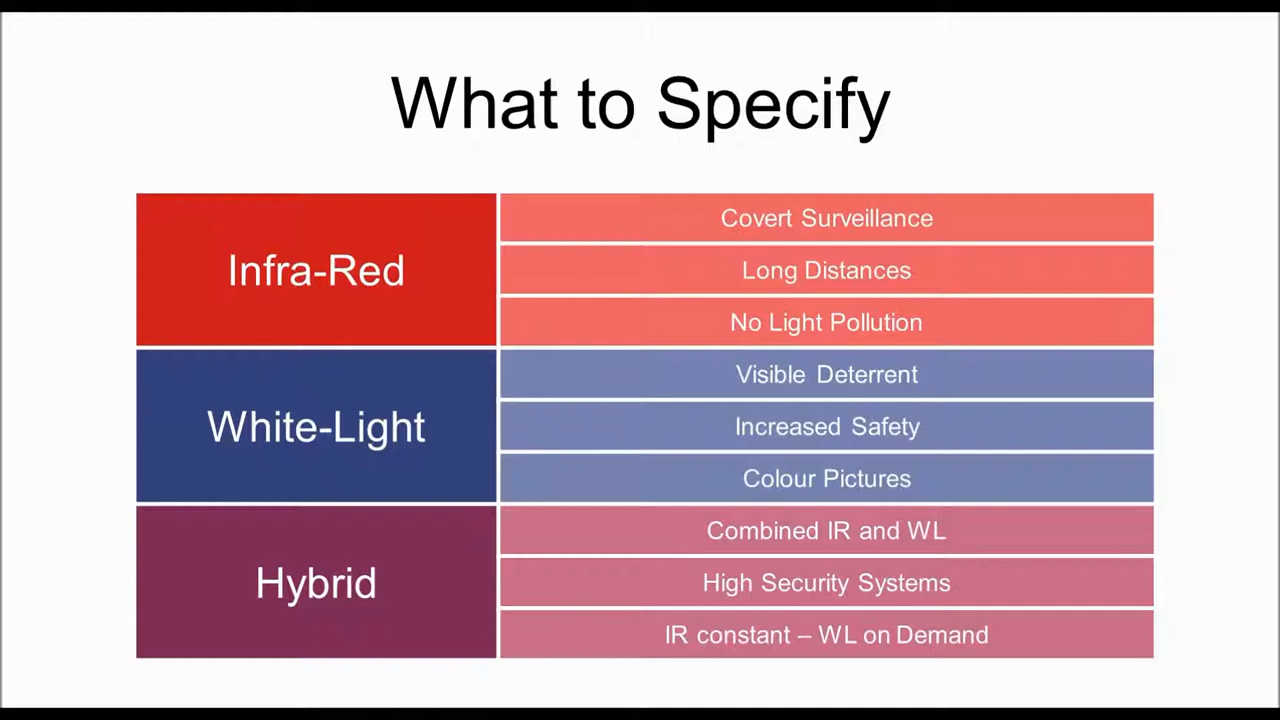 What to Specify
Infra-Red
Covert Surveillance
Long Distances
No Light Pollution
White-Light
Visible Deterrent
Increased Safety
Colour Pictures
Hybrid
Combined IR and WL
High Security Systems
IR constant – WL on Demand